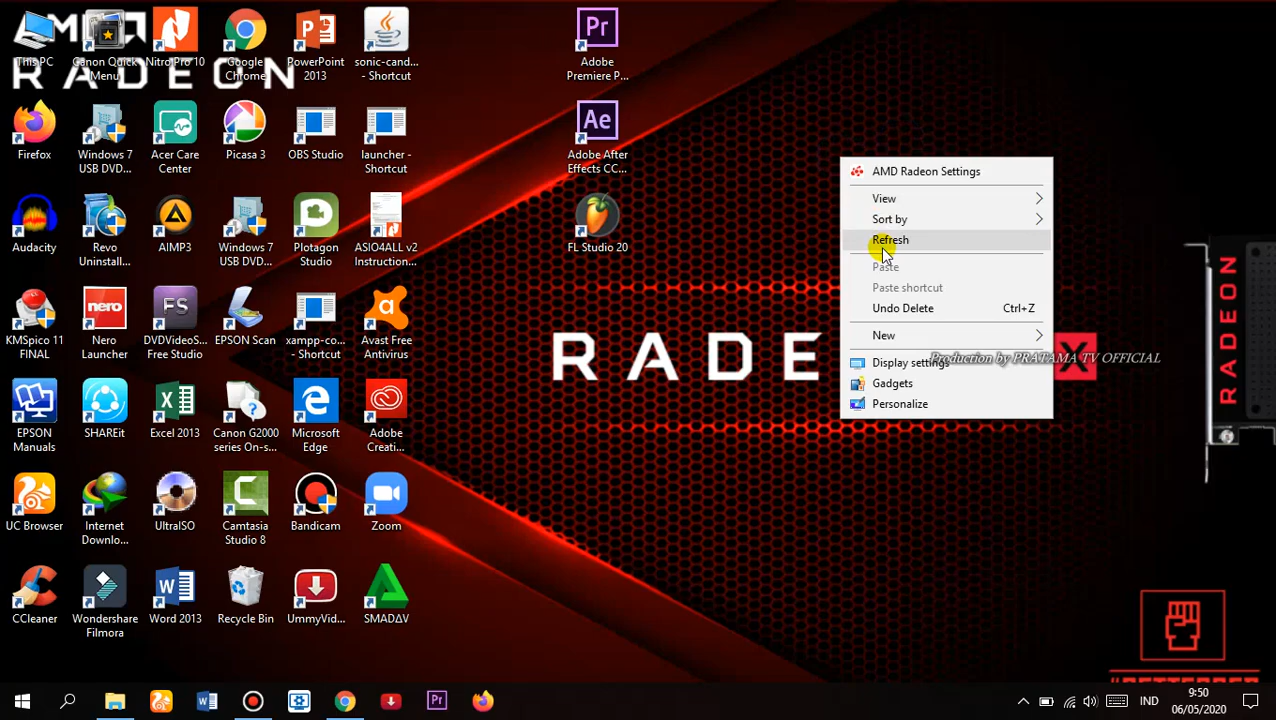 AMD
RADEON
This PC
Canon Quick
Menu
Nitro Pro 10
Google
Chrome
PowerPoint
2013
sonic-cand...
- Shortcut
Adobe
Premiere P...
Firefox
Windows 7
USB DVD...
Acer Care
Center
Picasa 3
OBS Studio
launcher -
Shortcut
Adobe After
Effects CC...
Audacity
Revo
Uninstall...
AIMP3
Windows 7
USB DVD...
Plotagon
Studio
ASIO4ALL v2
Instruction...
FL Studio 20
KMSpico 11
FINAL
Nero
Launcher
DVDVideoS...
Free Studio
EPSON Scan
xampp-co...
- Shortcut
Avast Free
Antivirus
EPSON
Manuals
SHAREit
Excel 2013
Canon G2000
series On-s...
Microsoft
Edge
Adobe
Creati...
UC Browser
Internet
Downlo...
UltraISO
Camtasia
Studio 8
Bandicam
Zoom
CCleaner
Wondershare
Filmora
Word 2013
Recycle Bin
UmmyVid...
SMADΔV
AMD Radeon Settings
View
Sort by
Refresh
Paste
Paste shortcut
Undo Delete Ctrl+Z
New
Display settings
Gadgets
Personalize
Production by PRATAMA TV OFFICIAL
RADE
X
RADEON
IND
9:50
06/05/2020